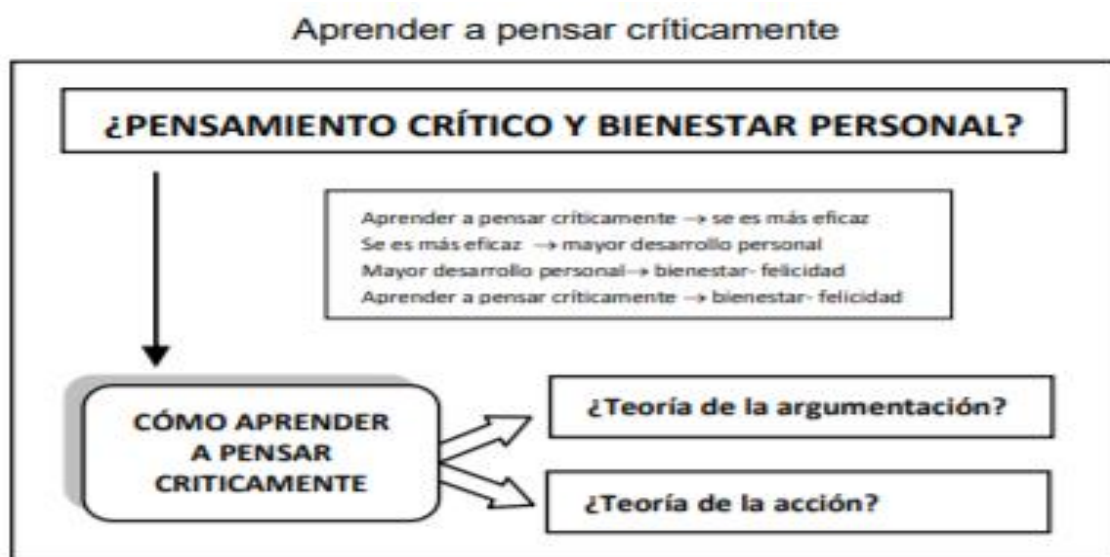 Aprender a pensar críticamente
¿PENSAMIENTO CRÍTICO Y BIENESTAR PERSONAL?
Aprender a pensar críticamente → se es más eficaz
Se es más eficaz → mayor desarrollo personal
Mayor desarrollo personal→ bienestar- felicidad
Aprender a pensar críticamente → bienestar- felicidad
CÓMO APRENDER
A PENSAR
CRITICAMENTE
¿Teoría de la argumentación?
¿Teoría de la acción?